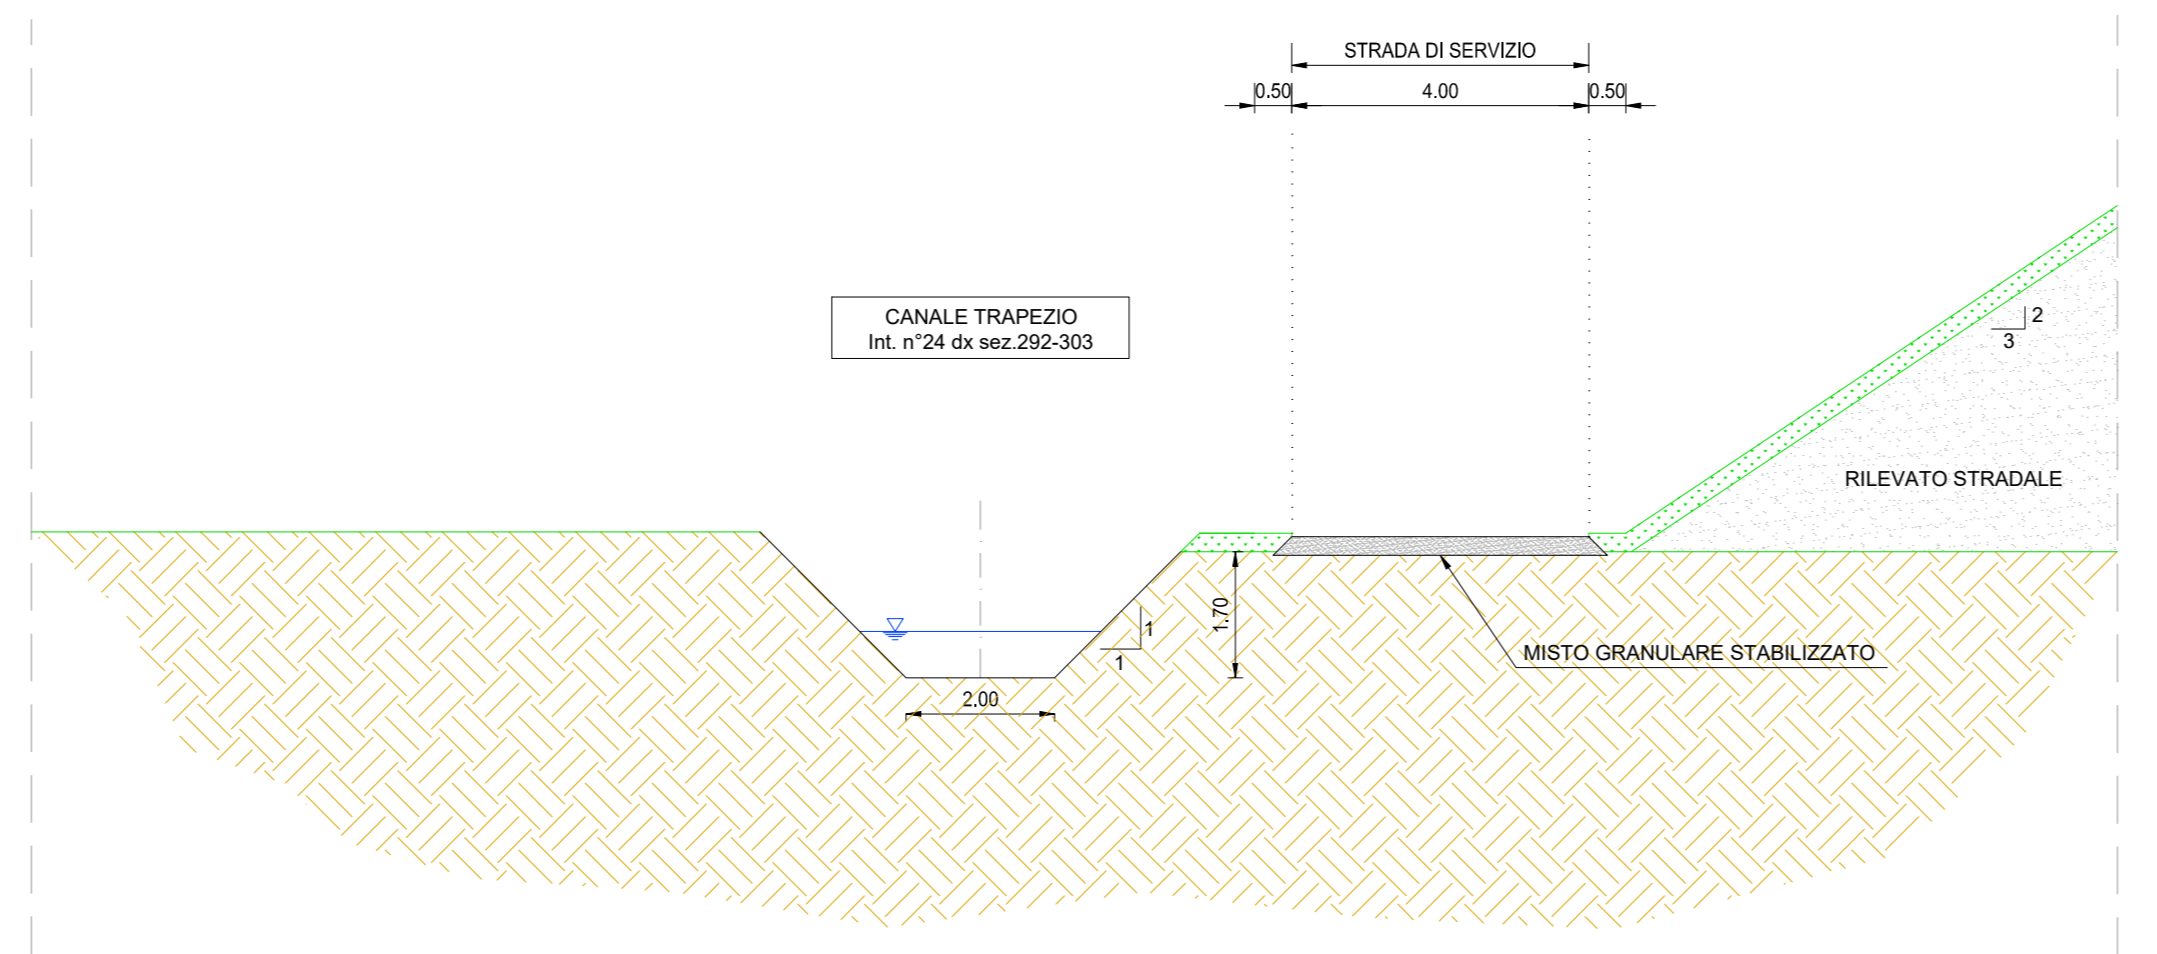 STRADA DI SERVIZIO
0.50 4.00 0.50
CANALE TRAPEZIO
Int. n°24 dx sez.292-303
2
3
RILEVATO STRADALE
1.70
1
1
MISTO GRANULARE STABILIZZATO
2.00